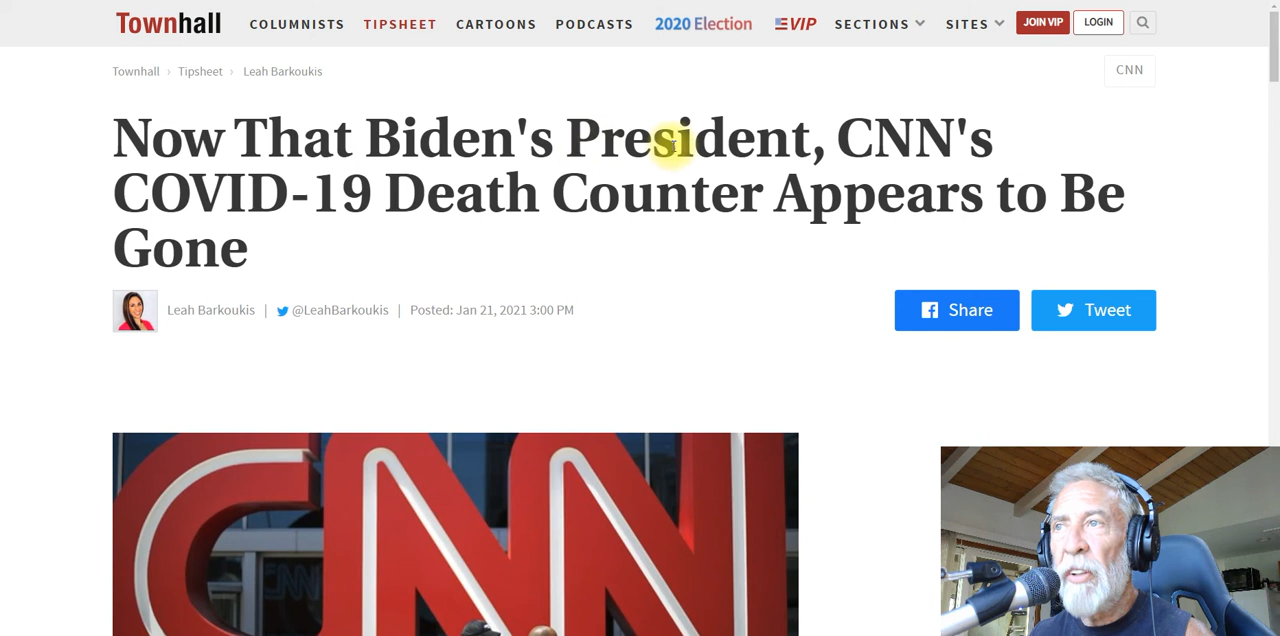 Townhall COLUMNISTS TIPSHEET CARTOONS PODCASTS 2020 Election VIP SECTIONS SITES JOIN VIP LOGIN
Townhall › Tipsheet › Leah Barkoukis CNN
Now That Biden's President, CNN's
COVID-19 Death Counter Appears to Be
Gone
Leah Barkoukis | @LeahBarkoukis | Posted: Jan 21, 2021 3:00 PM Share Tweet
CNN
CNN